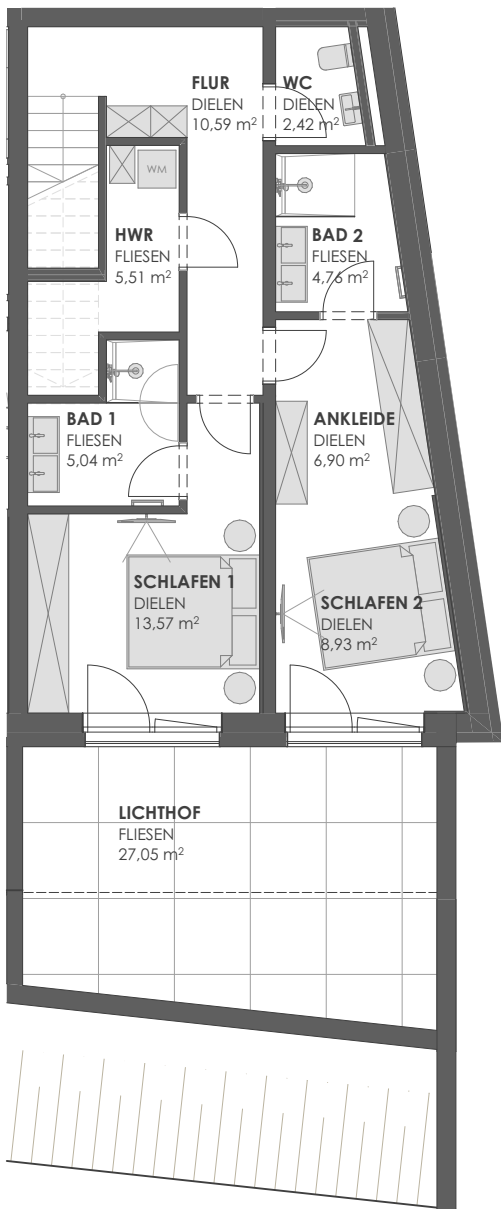 FLUR
DIELEN
10,59 m²
WC
DIELEN
2,42 m²
WM
HWR
FLIESEN
5,51 m²
BAD 2
FLIESEN
4,76 m²
BAD 1
FLIESEN
5,04 m²
ANKLEIDE
DIELEN
6,90 m²
SCHLAFEN 1
DIELEN
13,57 m²
SCHLAFEN 2
DIELEN
8,93 m²
LICHTHOF
FLIESEN
27,05 m²